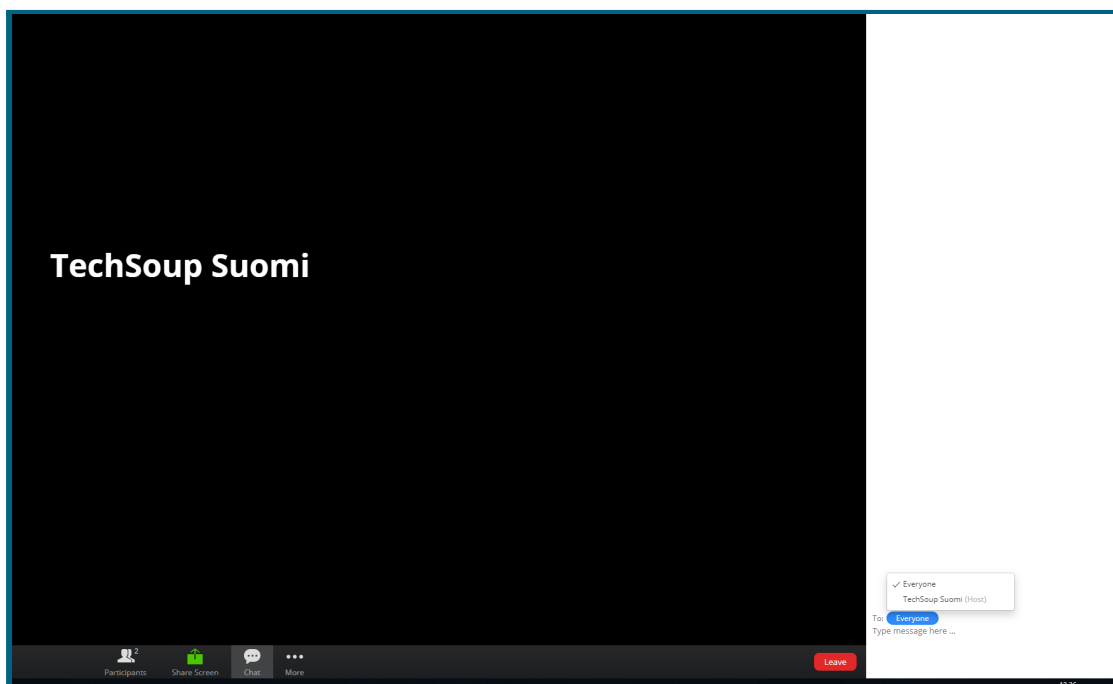 TechSoup Suomi
✓ Everyone
TechSoup Suomi (Host)
To: Everyone
Type message here ...
2
Participants
Share Screen
Chat
More
Leave